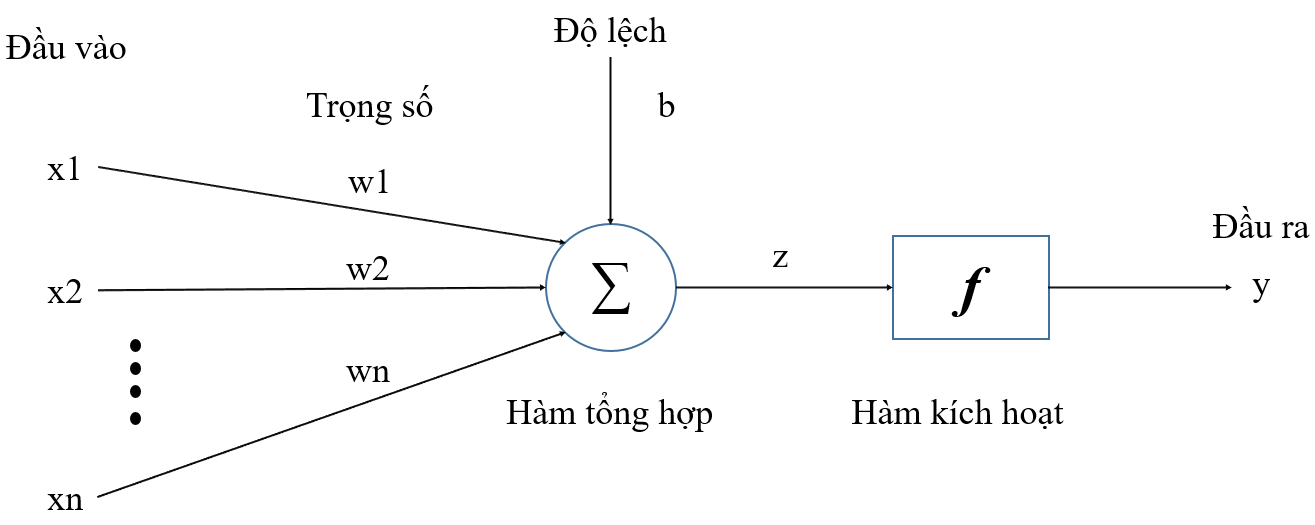 Độ lệch
Đầu vào
Trọng số
b
x1
w1
Đầu ra
w2
z
x2
∑
f
y
wn
Hàm tổng hợp
Hàm kích hoạt
xn